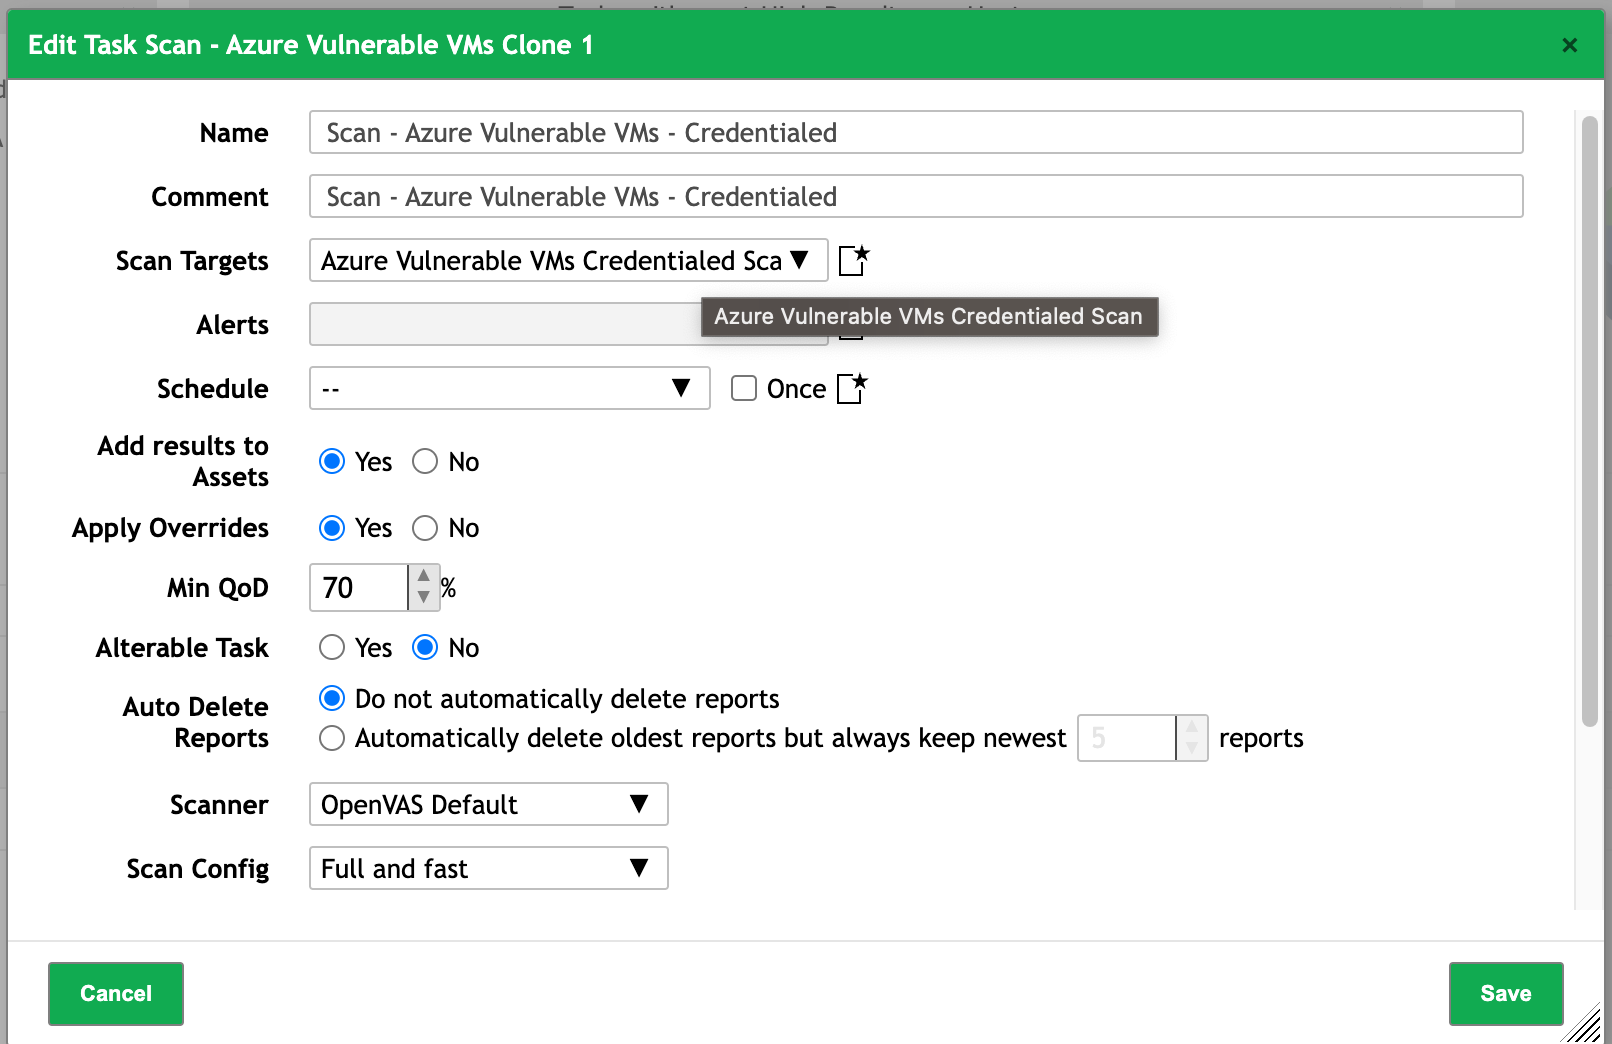 Edit Task Scan - Azure Vulnerable VMs Clone 1
×
Name
Scan - Azure Vulnerable VMs - Credentialed
Comment
Scan - Azure Vulnerable VMs - Credentialed
Scan Targets
Azure Vulnerable VMs Credentialed Sca ▼
Alerts
Azure Vulnerable VMs Credentialed Scan
Schedule
-- ▼
Once
Add results to
Assets
Yes No
Apply Overrides
Yes No
Min QoD
70 %
Alterable Task
Yes No
Auto Delete
Reports
Do not automatically delete reports
Automatically delete oldest reports but always keep newest 5 reports
Scanner
OpenVAS Default ▼
Scan Config
Full and fast ▼
Cancel
Save